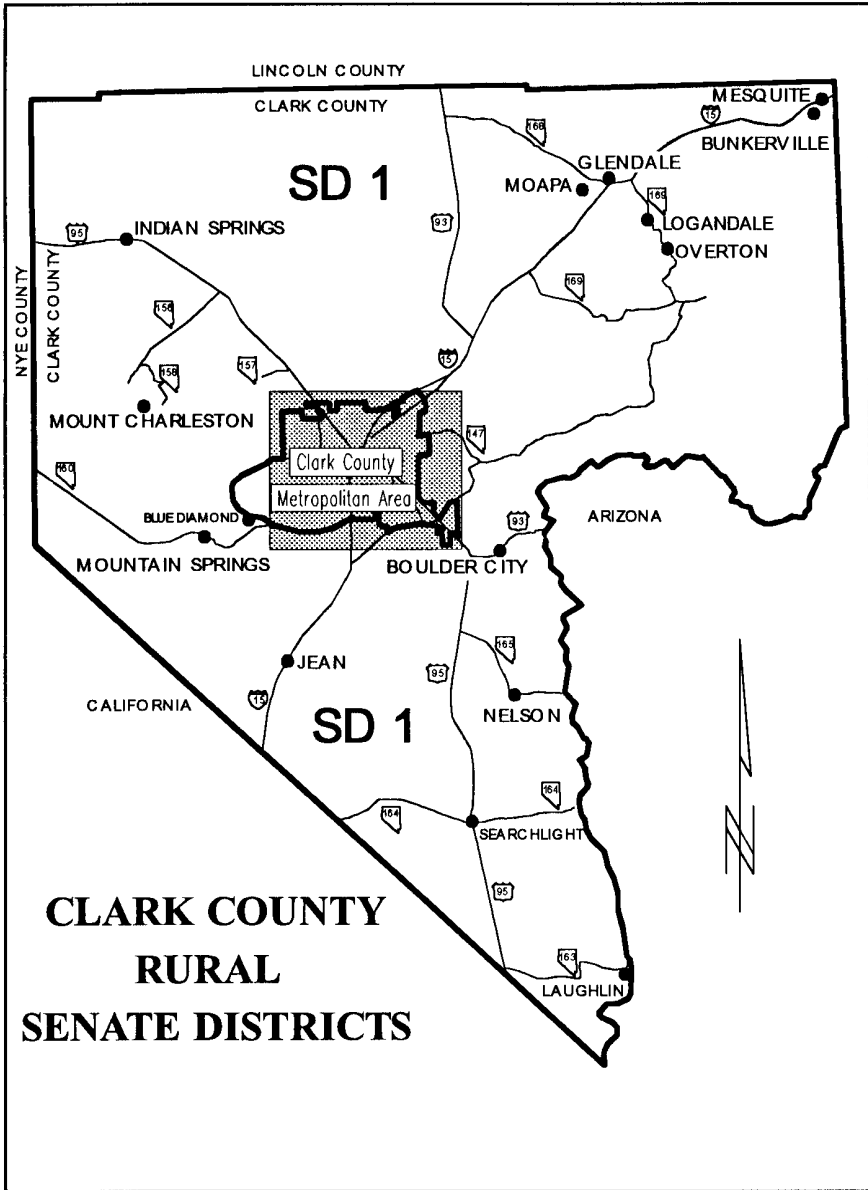 LINCOLN COUNTY
CLARK COUNTY
MESQUITE
15
BUNKERVILLE
168
GLENDALE
MOAPA
SD 1
169
LOGANDALE
OVERTON
93
95
INDIAN SPRINGS
NYE COUNTY
CLARK COUNTY
169
156
157
15
158
MOUNT CHARLESTON
147
Clark County
Metropolitan Area
160
BLUE DIAMOND
MOUNTAIN SPRINGS
93
ARIZONA
BOULDER CITY
JEAN
165
95
15
CALIFORNIA
NELSON
SD 1
164
164
SEARCHLIGHT
95
CLARK COUNTY
RURAL
SENATE DISTRICTS
163
LAUGHLIN
N